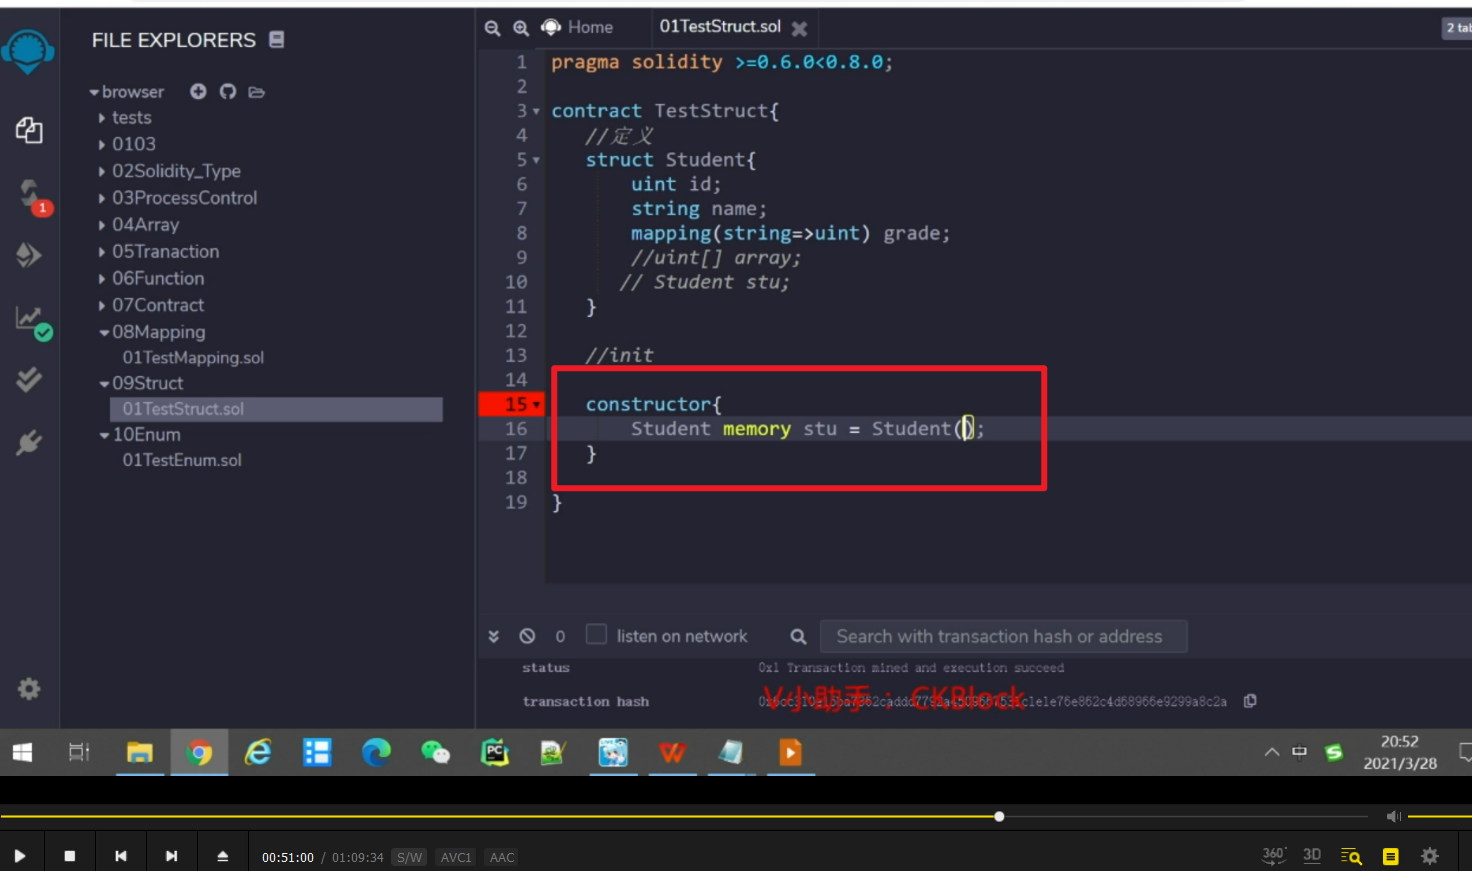 FILE EXPLORERS
browser
tests
0103
02Solidity_Type
03ProcessControl
04Array
05Tranaction
06Function
07Contract
08Mapping
01TestMapping.sol
09Struct
01TestStruct.sol
10Enum
01TestEnum.sol
1
Home
01TestStruct.sol
2 tab
1 pragma solidity >=0.6.0<0.8.0;
2
3 contract TestStruct{
4 //定义
5 struct Student{
6 uint id;
7 string name;
8 mapping(string=>uint) grade;
9 //uint[] array;
10 // Student stu;
11 }
12
13 //init
14
15 constructor{
16 Student memory stu = Student();
17 }
18
19 }
0 listen on network
Search with transaction hash or address
status 0x1 Transaction mined and execution succeed
transaction hash
V小助手：CKBlock
中
20:52
2021/3/28
00:51:00 / 01:09:34 S/W AVC1 AAC
360° 3D